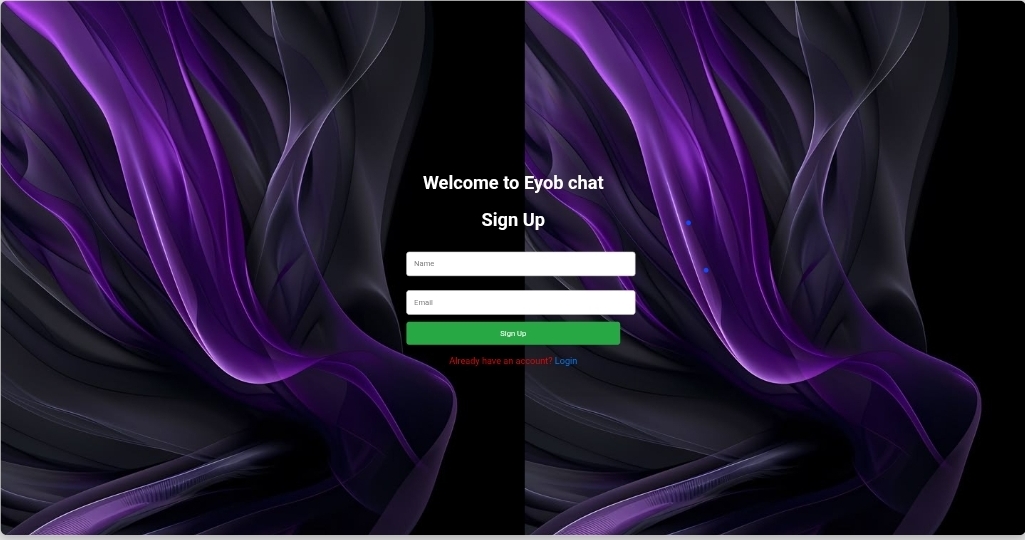 Welcome to Eyob chat
Sign Up
Name
Email
Sign Up
Already have an account? Login